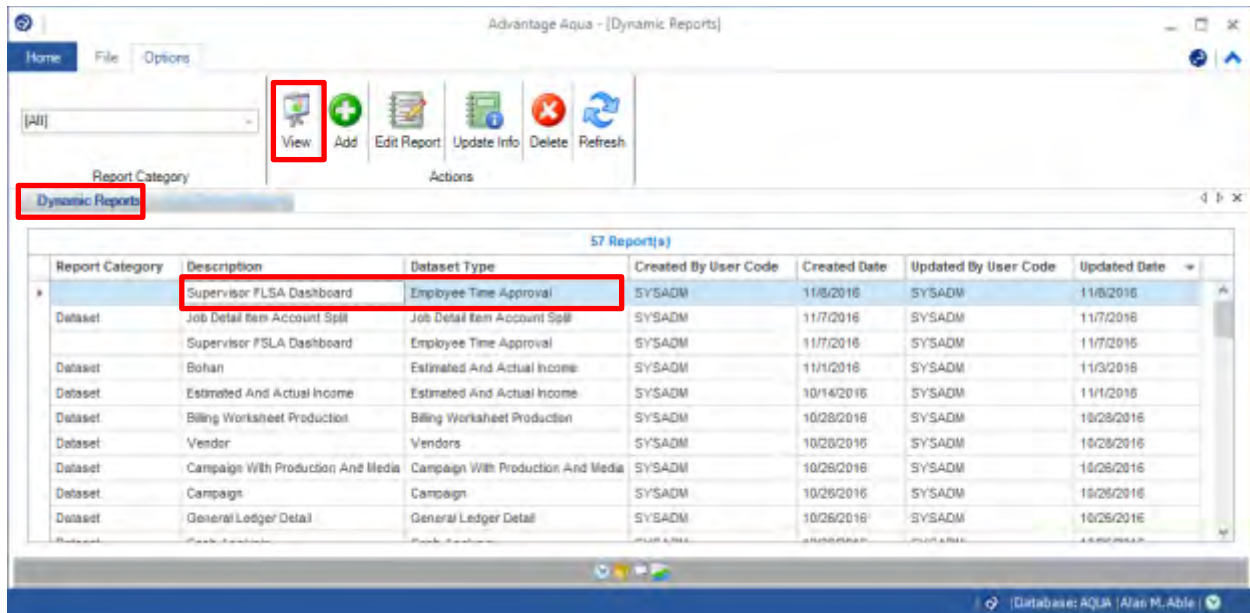 Advantage Aqua - [Dynamic Reports]
Home File Options
[All]
View Add Edit Report Update Info Delete Refresh
Report Category Actions
Dynamic Reports
57 Report(s)
Report Category Description Dataset Type Created By User Code Created Date Updated By User Code Updated Date
Supervisor FLSA Dashboard Employee Time Approval SYSADM 11/8/2016 SYSADM 11/8/2016
Dataset Job Detail Item Account Split Job Detail Item Account Split SYSADM 11/7/2016 SYSADM 11/7/2016
Supervisor FSLA Dashboard Employee Time Approval SYSADM 11/7/2016 SYSADM 11/7/2016
Dataset Bohan Estimated And Actual Income SYSADM 11/1/2016 SYSADM 11/3/2016
Dataset Estimated And Actual Income Estimated And Actual Income SYSADM 10/14/2016 SYSADM 11/1/2016
Dataset Billing Worksheet Production Billing Worksheet Production SYSADM 10/28/2016 SYSADM 10/28/2016
Dataset Vendor Vendors SYSADM 10/28/2016 SYSADM 10/28/2016
Dataset Campaign With Production And Media Campaign With Production And Media SYSADM 10/26/2016 SYSADM 10/26/2016
Dataset Campaign Campaign SYSADM 10/26/2016 SYSADM 10/26/2016
Dataset General Ledger Detail General Ledger Detail SYSADM 10/26/2016 SYSADM 10/26/2016
Database: AQUA | Alan M. Able |